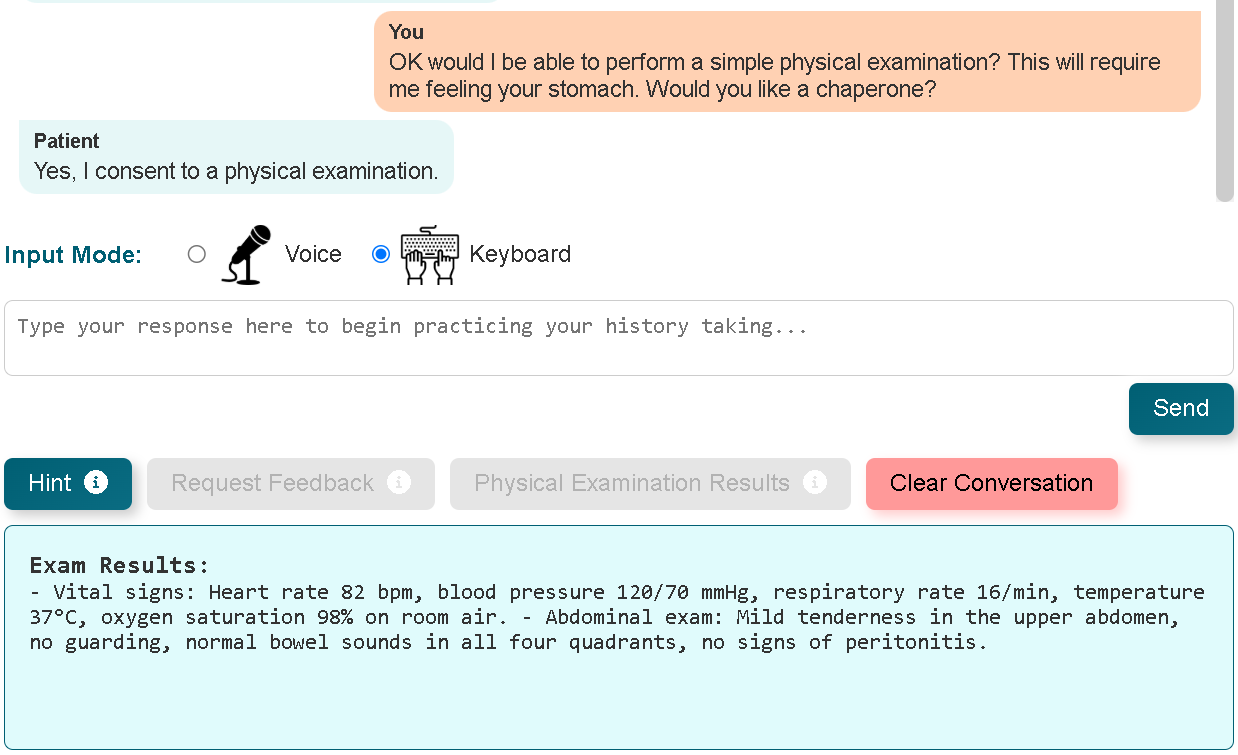 You
OK would I be able to perform a simple physical examination? This will require
me feeling your stomach. Would you like a chaperone?
Patient
Yes, I consent to a physical examination.
Input Mode:
Voice
Keyboard
Type your response here to begin practicing your history taking...
Send
Hint i
Request Feedback i
Physical Examination Results i
Clear Conversation
Exam Results:
- Vital signs: Heart rate 82 bpm, blood pressure 120/70 mmHg, respiratory rate 16/min, temperature
37°C, oxygen saturation 98% on room air. - Abdominal exam: Mild tenderness in the upper abdomen,
no guarding, normal bowel sounds in all four quadrants, no signs of peritonitis.